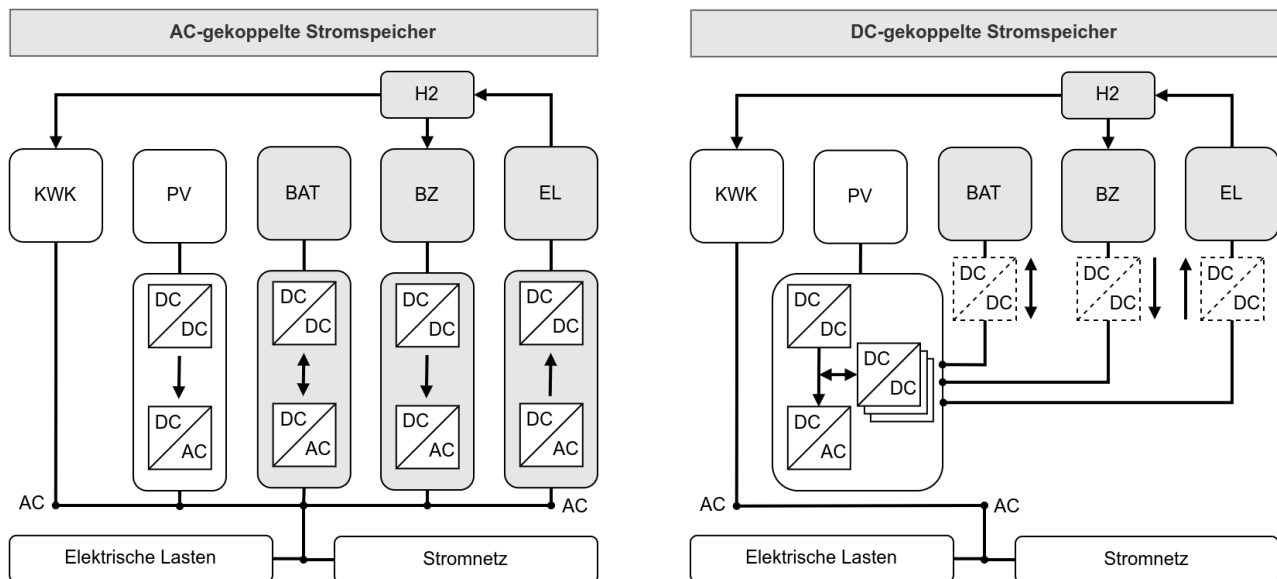 AC-gekoppelte Stromspeicher
H2
KWK
PV
BAT
BZ
EL
DC
DC
DC
DC
DC
DC
DC
DC
DC
AC
DC
AC
DC
AC
DC
AC
AC
AC
Elektrische Lasten
Stromnetz
DC-gekoppelte Stromspeicher
H2
KWK
PV
BAT
BZ
EL
DC
DC
DC
DC
DC
DC
DC
DC
DC
DC
DC
AC
AC
AC
Elektrische Lasten
Stromnetz